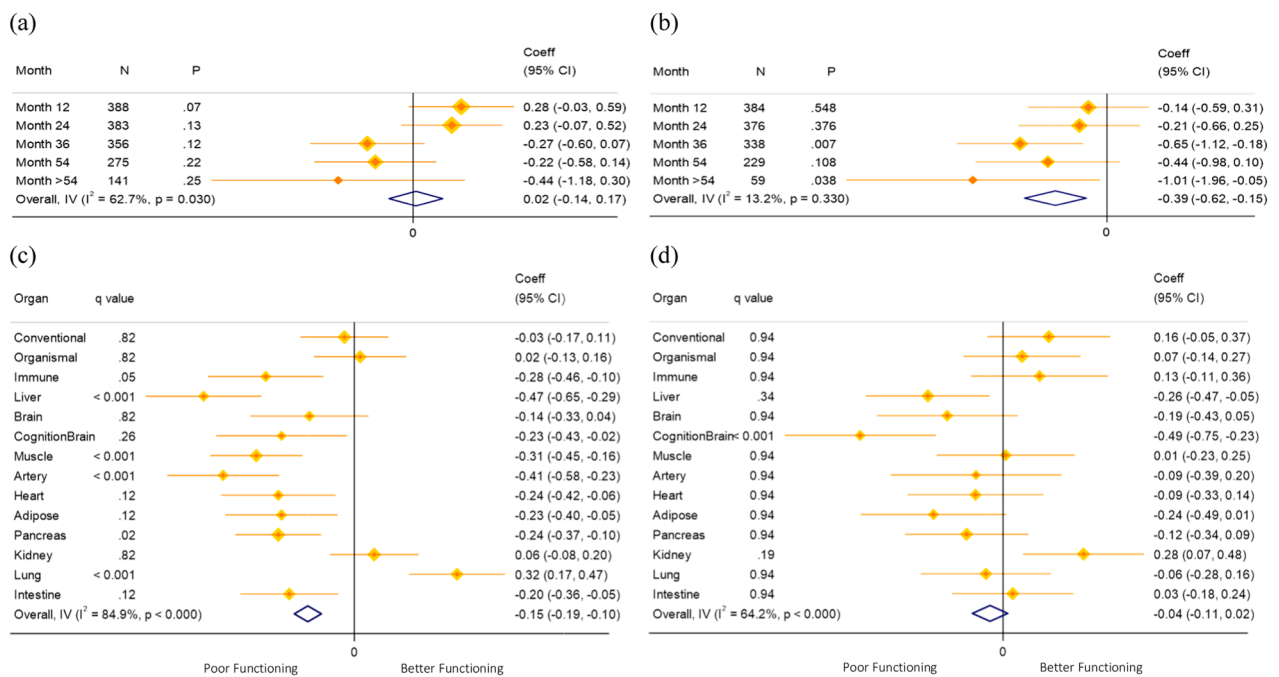 (a)
Coeff
Month N P (95% CI)
Month 12 388 .07 0.28 (-0.03, 0.59)
Month 24 383 .13 0.23 (-0.07, 0.52)
Month 36 356 .12 -0.27 (-0.60, 0.07)
Month 54 275 .22 -0.22 (-0.58, 0.14)
Month >54 141 .25 -0.44 (-1.18, 0.30)
Overall, IV (I² = 62.7%, p = 0.030) 0.02 (-0.14, 0.17)
0
(b)
Coeff
Month N P (95% CI)
Month 12 384 .548 -0.14 (-0.59, 0.31)
Month 24 376 .376 -0.21 (-0.66, 0.25)
Month 36 338 .007 -0.65 (-1.12, -0.18)
Month 54 229 .108 -0.44 (-0.98, 0.10)
Month >54 59 .038 -1.01 (-1.96, -0.05)
Overall, IV (I² = 13.2%, p = 0.330) -0.39 (-0.62, -0.15)
0
(c)
Coeff
Organ q value (95% CI)
Conventional .82 -0.03 (-0.17, 0.11)
Organismal .82 0.02 (-0.13, 0.16)
Immune .05 -0.28 (-0.46, -0.10)
Liver < 0.001 -0.47 (-0.65, -0.29)
Brain .82 -0.14 (-0.33, 0.04)
CognitionBrain .26 -0.23 (-0.43, -0.02)
Muscle < 0.001 -0.31 (-0.45, -0.16)
Artery < 0.001 -0.41 (-0.58, -0.23)
Heart .12 -0.24 (-0.42, -0.06)
Adipose .12 -0.23 (-0.40, -0.05)
Pancreas .02 -0.24 (-0.37, -0.10)
Kidney .82 0.06 (-0.08, 0.20)
Lung < 0.001 0.32 (0.17, 0.47)
Intestine .12 -0.20 (-0.36, -0.05)
Overall, IV (I² = 84.9%, p < 0.000) -0.15 (-0.19, -0.10)
0
Poor Functioning Better Functioning
(d)
Coeff
Organ q value (95% CI)
Conventional 0.94 0.16 (-0.05, 0.37)
Organismal 0.94 0.07 (-0.14, 0.27)
Immune 0.94 0.13 (-0.11, 0.36)
Liver .34 -0.26 (-0.47, -0.05)
Brain 0.94 -0.19 (-0.43, 0.05)
CognitionBrain< 0.001 -0.49 (-0.75, -0.23)
Muscle 0.94 0.01 (-0.23, 0.25)
Artery 0.94 -0.09 (-0.39, 0.20)
Heart 0.94 -0.09 (-0.33, 0.14)
Adipose 0.94 -0.24 (-0.49, 0.01)
Pancreas 0.94 -0.12 (-0.34, 0.09)
Kidney .19 0.28 (0.07, 0.48)
Lung 0.94 -0.06 (-0.28, 0.16)
Intestine 0.94 0.03 (-0.18, 0.24)
Overall, IV (I² = 64.2%, p < 0.000) -0.04 (-0.11, 0.02)
0
Poor Functioning Better Functioning